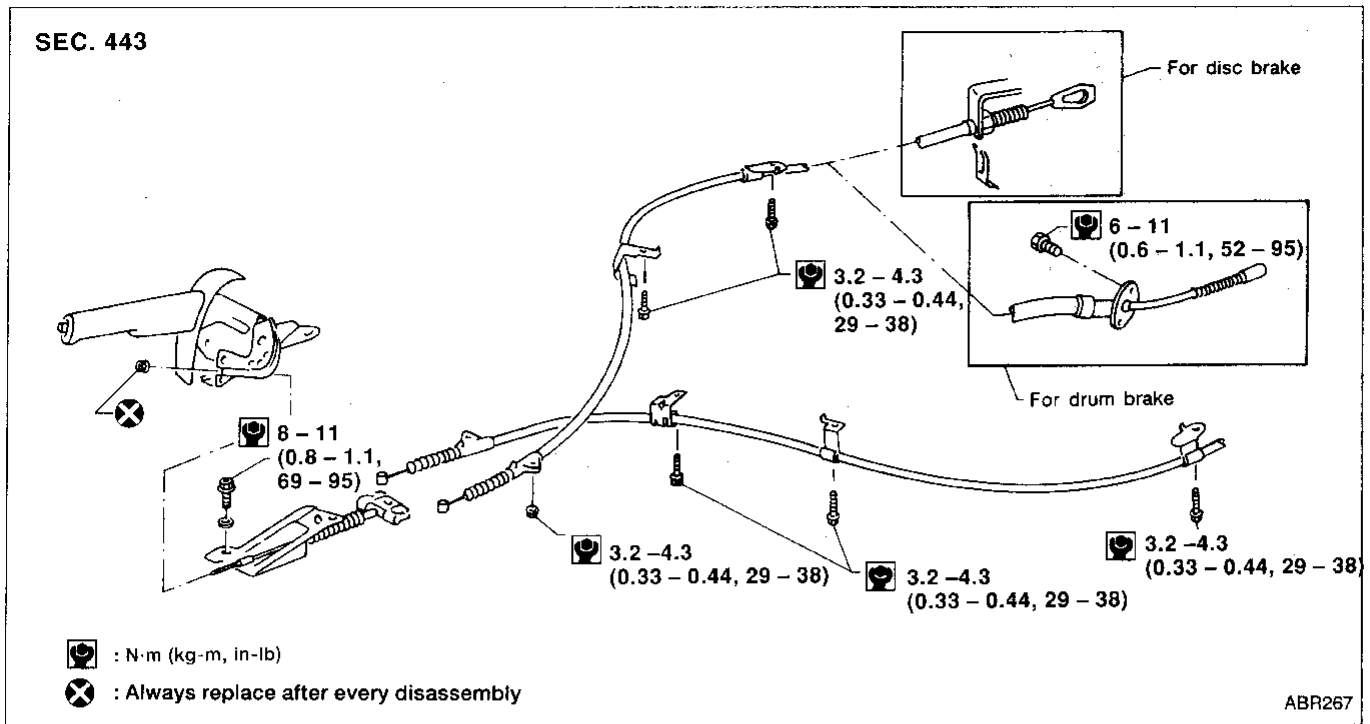 SEC. 443
For disc brake
6 – 11
(0.6 – 1.1, 52 – 95)
3.2 – 4.3
(0.33 – 0.44,
29 – 38)
For drum brake
8 – 11
(0.8 – 1.1,
69 – 95)
3.2 –4.3
(0.33 – 0.44, 29 – 38)
3.2 –4.3
(0.33 – 0.44, 29 – 38)
3.2 –4.3
(0.33 – 0.44, 29 – 38)
: N·m (kg-m, in-lb)
: Always replace after every disassembly
ABR267